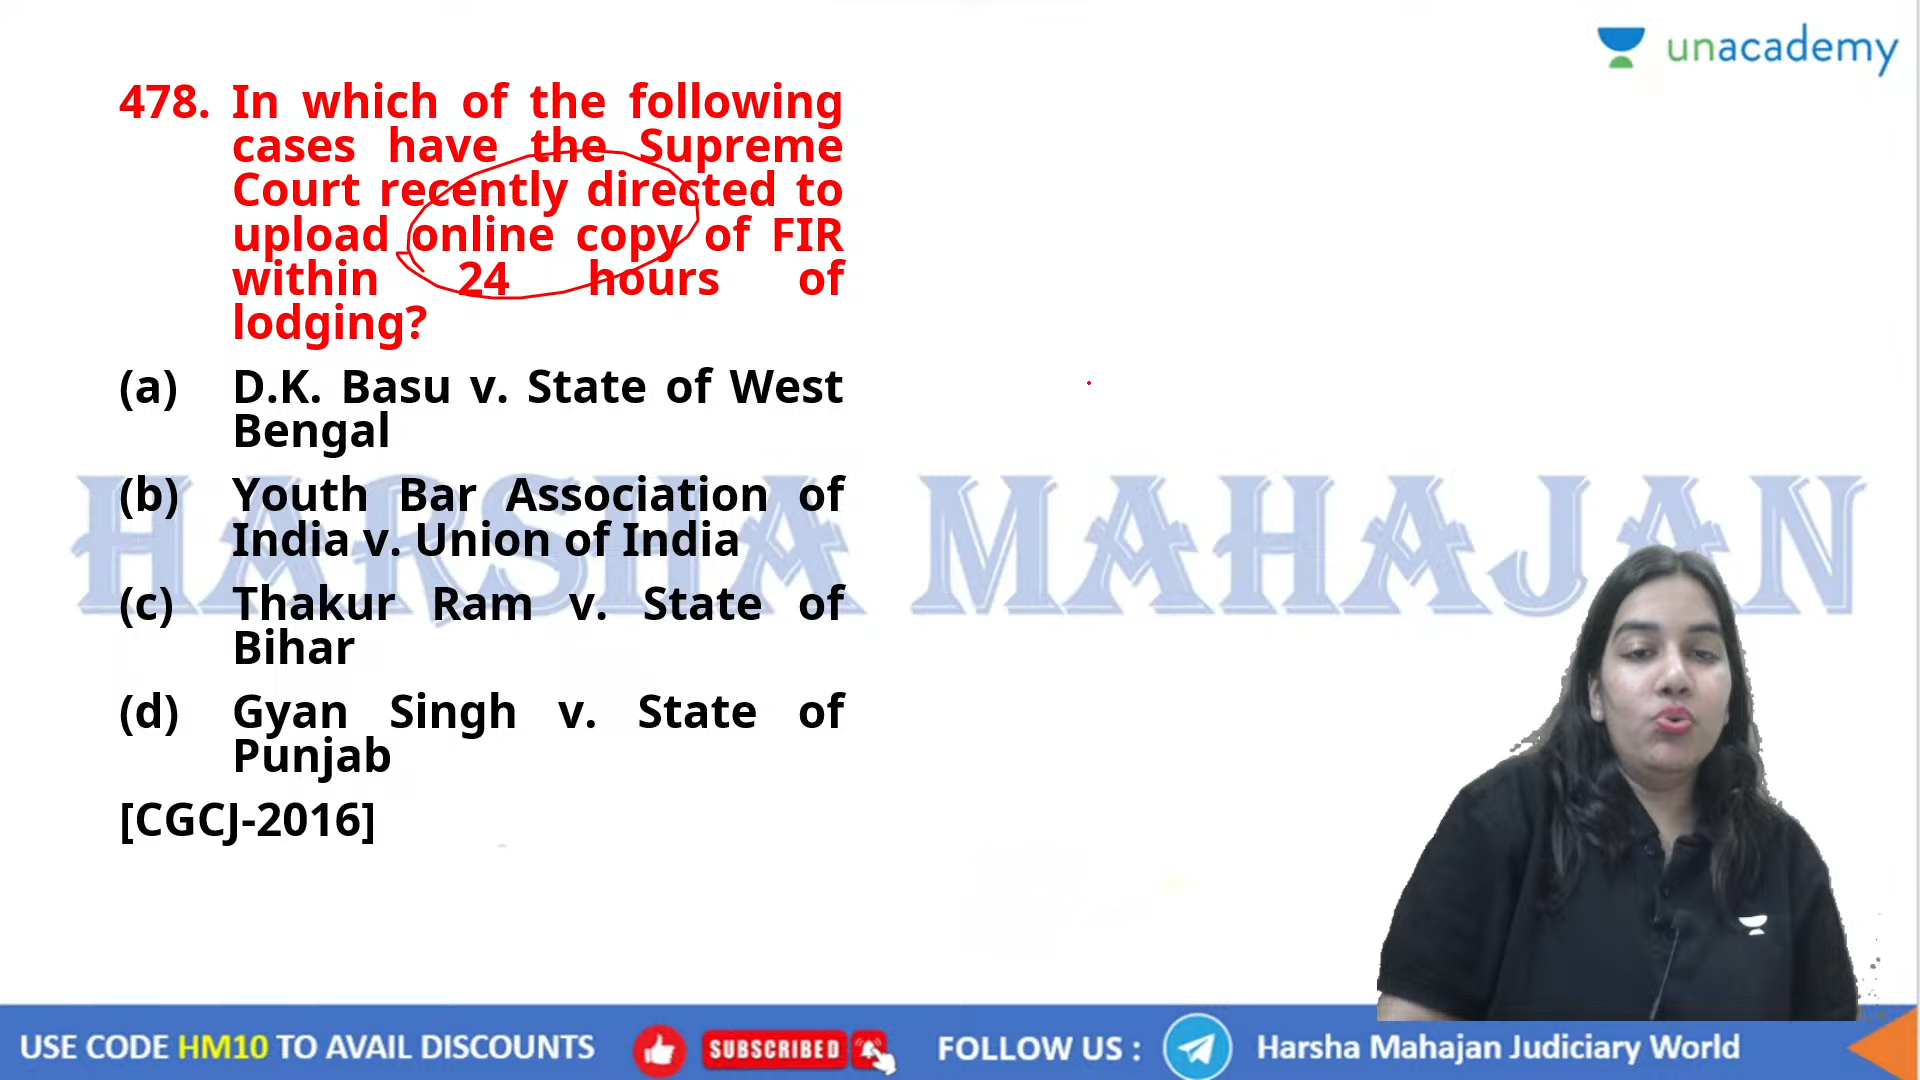 unacademy
478. In which of the following
cases have the Supreme
Court recently directed to
upload online copy of FIR
within 24 hours of
lodging?
(a) D.K. Basu v. State of West
Bengal
(b) Youth Bar Association of
India v. Union of India
(c) Thakur Ram v. State of
Bihar
(d) Gyan Singh v. State of
Punjab
[CGCJ-2016]
HARSHA MAHAJAN
USE CODE HM10 TO AVAIL DISCOUNTS SUBSCRIBED FOLLOW US : Harsha Mahajan Judiciary World